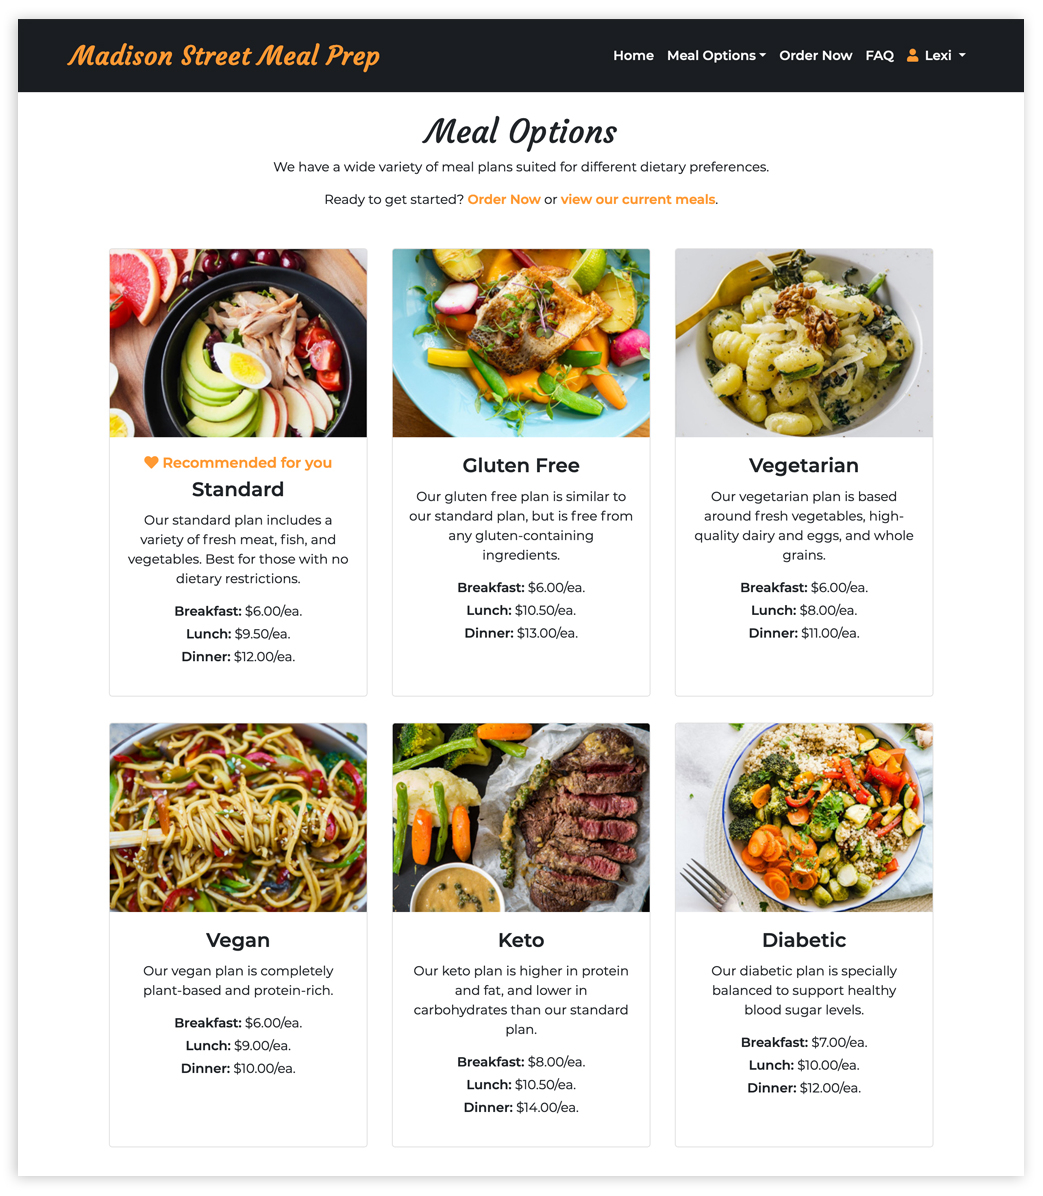 Madison Street Meal Prep
Home Meal Options Order Now FAQ Lexi
Meal Options
We have a wide variety of meal plans suited for different dietary preferences.
Ready to get started? Order Now or view our current meals.
Recommended for you
Standard
Our standard plan includes a
variety of fresh meat, fish, and
vegetables. Best for those with no
dietary restrictions.
Breakfast: $6.00/ea.
Lunch: $9.50/ea.
Dinner: $12.00/ea.
Gluten Free
Our gluten free plan is similar to
our standard plan, but is free from
any gluten-containing
ingredients.
Breakfast: $6.00/ea.
Lunch: $10.50/ea.
Dinner: $13.00/ea.
Vegetarian
Our vegetarian plan is based
around fresh vegetables, high-
quality dairy and eggs, and whole
grains.
Breakfast: $6.00/ea.
Lunch: $8.00/ea.
Dinner: $11.00/ea.
Vegan
Our vegan plan is completely
plant-based and protein-rich.
Breakfast: $6.00/ea.
Lunch: $9.00/ea.
Dinner: $10.00/ea.
Keto
Our keto plan is higher in protein
and fat, and lower in
carbohydrates than our standard
plan.
Breakfast: $8.00/ea.
Lunch: $10.50/ea.
Dinner: $14.00/ea.
Diabetic
Our diabetic plan is specially
balanced to support healthy
blood sugar levels.
Breakfast: $7.00/ea.
Lunch: $10.00/ea.
Dinner: $12.00/ea.